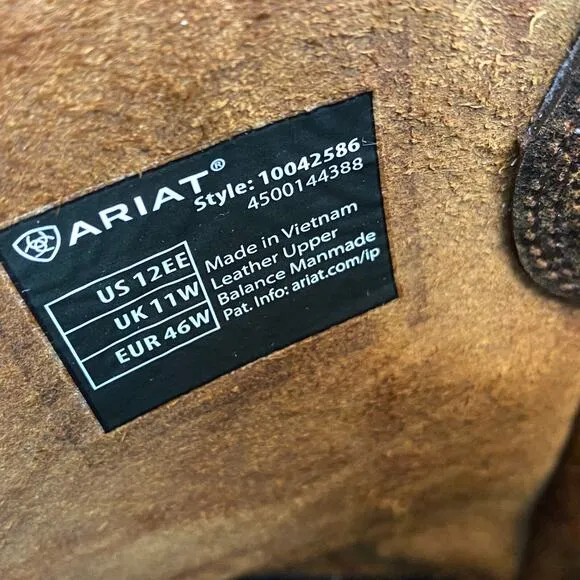 ARIAT®
Style: 10042586
4500144388
US 12EE
UK 11W
EUR 46W
Made in Vietnam
Leather Upper
Balance Manmade
Pat. Info: ariat.com/ip